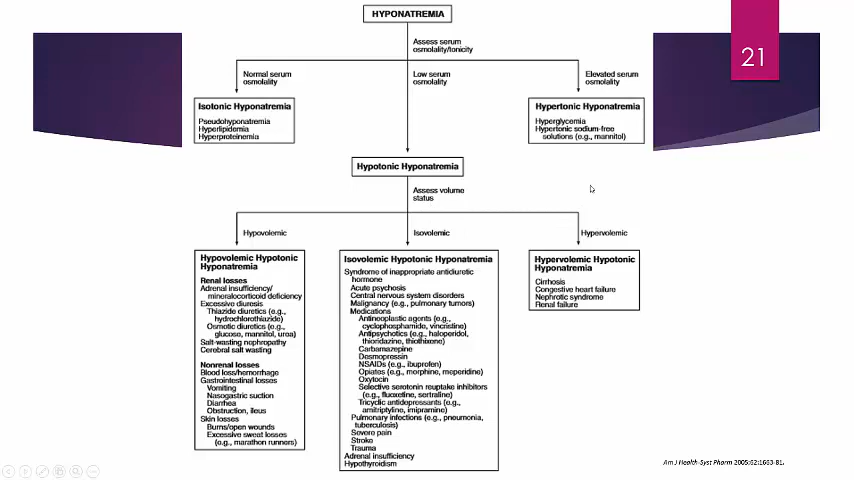 HYPONATREMIA
21
Assess serum
osmolality/tonicity
Normal serum
osmolality
Low serum
osmolality
Elevated serum
osmolality
Isotonic Hyponatremia
Pseudohyponatremia
Hyperlipidemia
Hyperproteinemia
Hypertonic Hyponatremia
Hyperglycemia
Hypertonic sodium-free
solutions (e.g., mannitol)
Hypotonic Hyponatremia
Assess volume
status
Hypovolemic
Isovolemic
Hypervolemic
Hypovolemic Hypotonic
Hyponatremia
Renal losses
Adrenal insufficiency/
mineralocorticoid deficiency
Excessive diuresis
Thiazide diuretics (e.g.,
hydrochlorothiazide)
Osmotic diuretics (e.g.,
glucose, mannitol, urea)
Salt-wasting nephropathy
Cerebral salt wasting
Nonrenal losses
Blood loss/hemorrhage
Gastrointestinal losses
Vomiting
Nasogastric suction
Diarrhea
Obstruction, ileus
Skin losses
Burns/open wounds
Excessive sweat losses
(e.g., marathon runners)
Isovolemic Hypotonic Hyponatremia
Syndrome of inappropriate antidiuretic
hormone
Acute psychosis
Central nervous system disorders
Malignancy (e.g., pulmonary tumors)
Medications
Antineoplastic agents (e.g.,
cyclophosphamide, vincristine)
Antipsychotics (e.g., haloperidol,
thioridazine, thiothixene)
Carbamazepine
Desmopressin
NSAIDs (e.g., ibuprofen)
Opiates (e.g., morphine, meperidine)
Oxytocin
Selective serotonin reuptake inhibitors
(e.g., fluoxetine, sertraline)
Tricyclic antidepressants (e.g.,
amitriptyline, imipramine)
Pulmonary infections (e.g., pneumonia,
tuberculosis)
Severe pain
Stroke
Trauma
Adrenal insufficiency
Hypothyroidism
Hypervolemic Hypotonic
Hyponatremia
Cirrhosis
Congestive heart failure
Nephrotic syndrome
Renal failure
Am J Health-Syst Pharm 2005;62:1663-81.